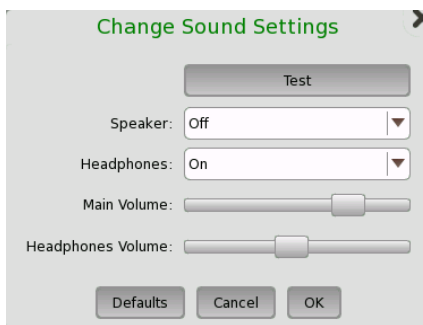 Change Sound Settings
Test
Speaker: Off
Headphones: On
Main Volume:
Headphones Volume:
Defaults Cancel OK